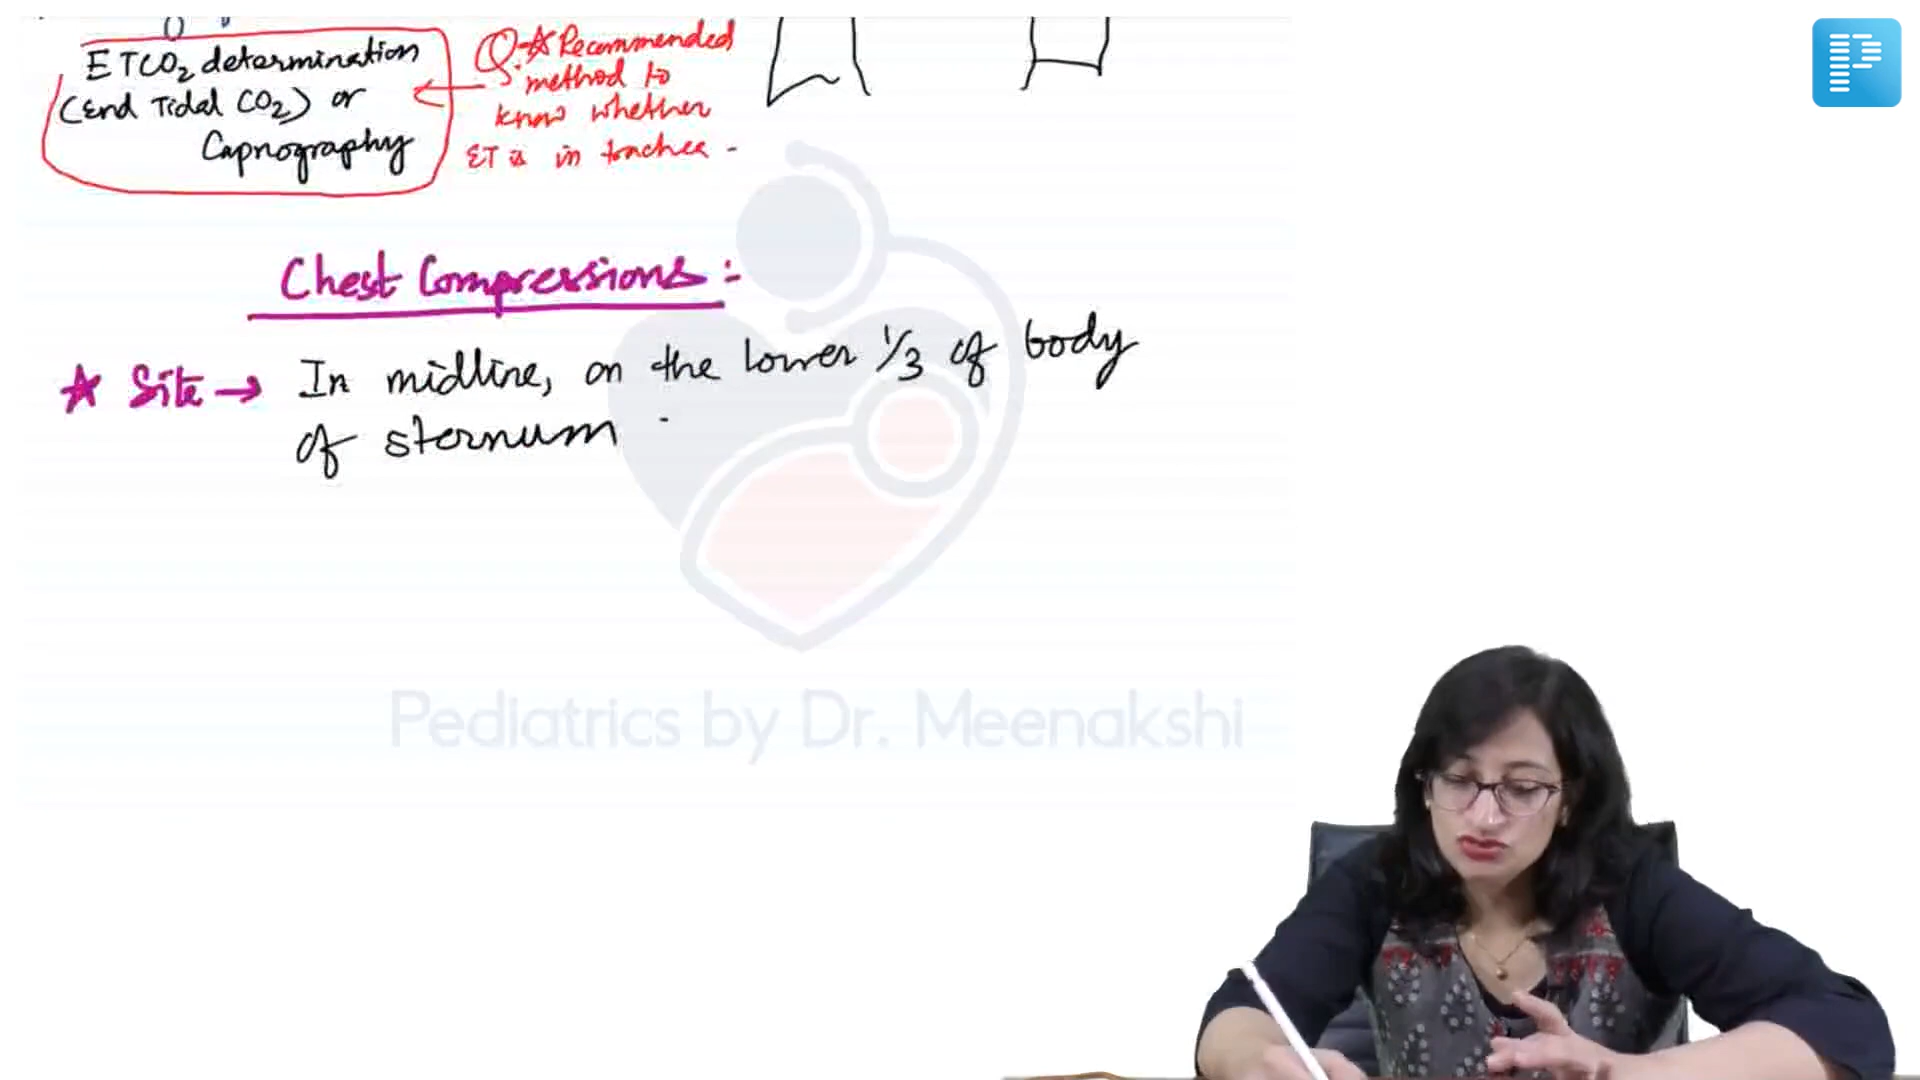 ETCO₂ determination
(End Tidal CO₂) or
Capnography
Q. ☆ Recommended
method to
know whether
ET is in trachea -
Chest Compressions :-
☆ Site → In midline, on the lower 1/3 of body
of sternum
Pediatrics by Dr. Meenakshi